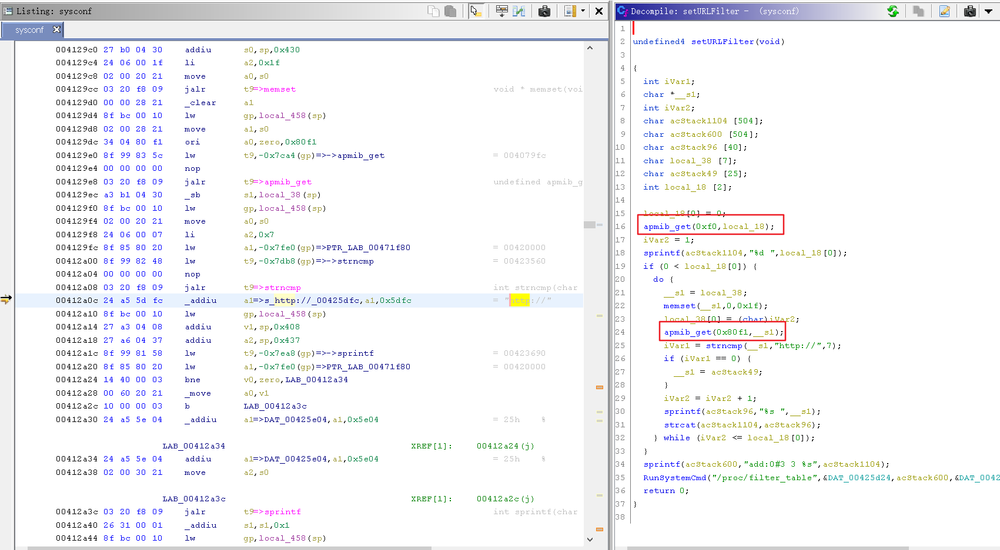 Listing: sysconf
sysconf
004129c0 27 b0 04 30 addiu s0,sp,0x430
004129c4 24 06 00 1f li a2,0x1f
004129c8 02 00 20 21 move a0,s0
004129cc 03 20 f8 09 jalr t9=>memset void * memset(voi
004129d0 00 00 28 21 _clear a1
004129d4 8f bc 00 10 lw gp,local_458(sp)
004129d8 02 00 28 21 move a1,s0
004129dc 34 04 80 f1 ori a0,zero,0x80f1
004129e0 8f 99 83 5c lw t9,-0x7ca4(gp)=>->apmib_get = 004079fc
004129e4 00 00 00 00 nop
004129e8 03 20 f8 09 jalr t9=>apmib_get undefined apmib_g
004129ec a3 b1 04 30 _sb s1,local_38(sp)
004129f0 8f bc 00 10 lw gp,local_458(sp)
004129f4 02 00 20 21 move a0,s0
004129f8 24 06 00 07 li a2,0x7
004129fc 8f 85 80 20 lw a1,-0x7fe0(gp)=>PTR_LAB_00471f80 = 00420000
00412a00 8f 99 82 48 lw t9,-0x7db8(gp)=>->strncmp = 00423560
00412a04 00 00 00 00 nop
00412a08 03 20 f8 09 jalr t9=>strncmp int strncmp(char
00412a0c 24 a5 5d fc _addiu a1=>s_http://_00425dfc,a1,0x5dfc = "http://"
00412a10 8f bc 00 10 lw gp,local_458(sp)
00412a14 27 a3 04 08 addiu v1,sp,0x408
00412a18 27 a6 04 37 addiu a2,sp,0x437
00412a1c 8f 99 81 58 lw t9,-0x7ea8(gp)=>->sprintf = 00423690
00412a20 8f 85 80 20 lw a1,-0x7fe0(gp)=>PTR_LAB_00471f80 = 00420000
00412a24 14 40 00 03 bne v0,zero,LAB_00412a34
00412a28 00 60 20 21 _move a0,v1
00412a2c 10 00 00 03 b LAB_00412a3c
00412a30 24 a5 5e 04 _addiu a1=>DAT_00425e04,a1,0x5e04 = 25h %
LAB_00412a34 XREF[1]: 00412a24(j)
00412a34 24 a5 5e 04 addiu a1=>DAT_00425e04,a1,0x5e04 = 25h %
00412a38 02 00 30 21 move a2,s0
LAB_00412a3c XREF[1]: 00412a2c(j)
00412a3c 03 20 f8 09 jalr t9=>sprintf int sprintf(char
00412a40 26 31 00 01 _addiu s1,s1,0x1
00412a44 8f bc 00 10 lw gp,local_458(sp)
Decompile: setURLFilter - (sysconf)
1
2 undefined4 setURLFilter(void)
3
4 {
5 int iVar1;
6 char *__s1;
7 int iVar2;
8 char acStack1104 [504];
9 char acStack600 [504];
10 char acStack96 [40];
11 char local_38 [7];
12 char acStack49 [25];
13 int local_18 [2];
14
15 local_18[0] = 0;
16 apmib_get(0xf0,local_18);
17 iVar2 = 1;
18 sprintf(acStack1104,"%d ",local_18[0]);
19 if (0 < local_18[0]) {
20 do {
21 __s1 = local_38;
22 memset(__s1,0,0x1f);
23 local_38[0] = (char)iVar2;
24 apmib_get(0x80f1,__s1);
25 iVar1 = strncmp(__s1,"http://",7);
26 if (iVar1 == 0) {
27 __s1 = acStack49;
28 }
29 iVar2 = iVar2 + 1;
30 sprintf(acStack96,"%s ",__s1);
31 strcat(acStack1104,acStack96);
32 } while (iVar2 <= local_18[0]);
33 }
34 sprintf(acStack600,"add:0#3 3 %s",acStack1104);
35 RunSystemCmd("/proc/filter_table",&DAT_00425d24,acStack600,&DAT_0042
36 return 0;
37 }
38